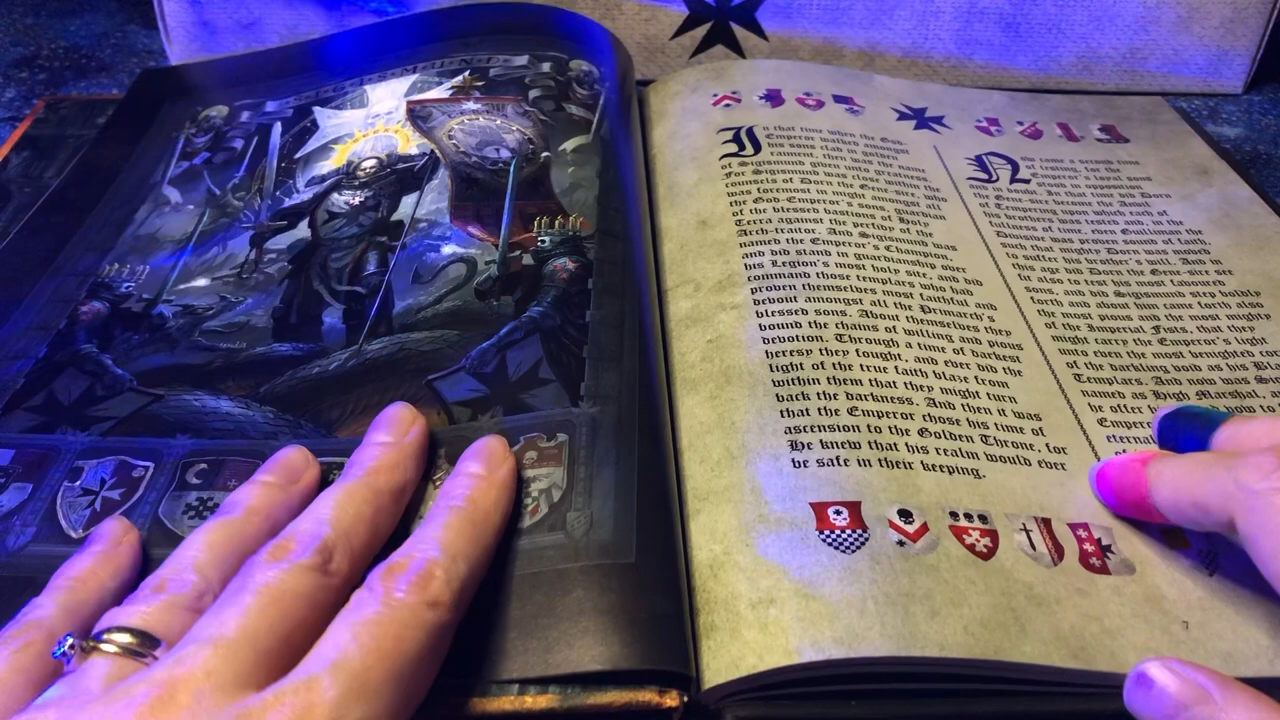 SIGISMUND
In that time when the God-
Emperor walked amongst
his sons clad in golden
raiment, then was the name
of Sigismund given unto greatness
For Sigismund was close within the
counsels of Dorn the Gene-sire, who
was foremost in might amongst all of
the God-Emperor's sons. Guardian
of the blessed bastions of Holy
Terra against the perfidy of the
Arch-traitor. And Sigismund was
named the Emperor's Champion,
and did stand in guardianship over
his Legion's most holy site, and did
command those templars who had
proven themselves most faithful and
devout amongst all the Primarch's
blessed sons. About themselves they
bound the chains of willing and pious
devotion. Through a time of darkest
heresy they fought, and ever did the
light of the true faith blaze from
within them that they might turn
back the darkness. And then it was
that the Emperor chose his time of
ascension to the Golden Throne, for
He knew that his realm would ever
be safe in their keeping.
Now came a second time
of testing, for the
Emperor's loyal sons
stood in opposition
and in
In that time did Dorn
the Gene-sire become the Anvil
of Tempering upon which each of
his brothers was tested and in the
fullness of time, even Guilliman the
Divisive was proven sound of faith,
such that mighty Dorn was moved
to suffer his brother's will. And in
this age did Dorn the Gene-sire see
also to test his most favoured
sons, and did Sigismund step boldly
forth and about him came forth also
the most pious and the most mighty
of the Imperial Fists, that they
might carry the Emperor's light
unto even the most benighted
of the darkling void as his
Templars. And now was
named as High Marshal,
he offer
now to
eternal
7